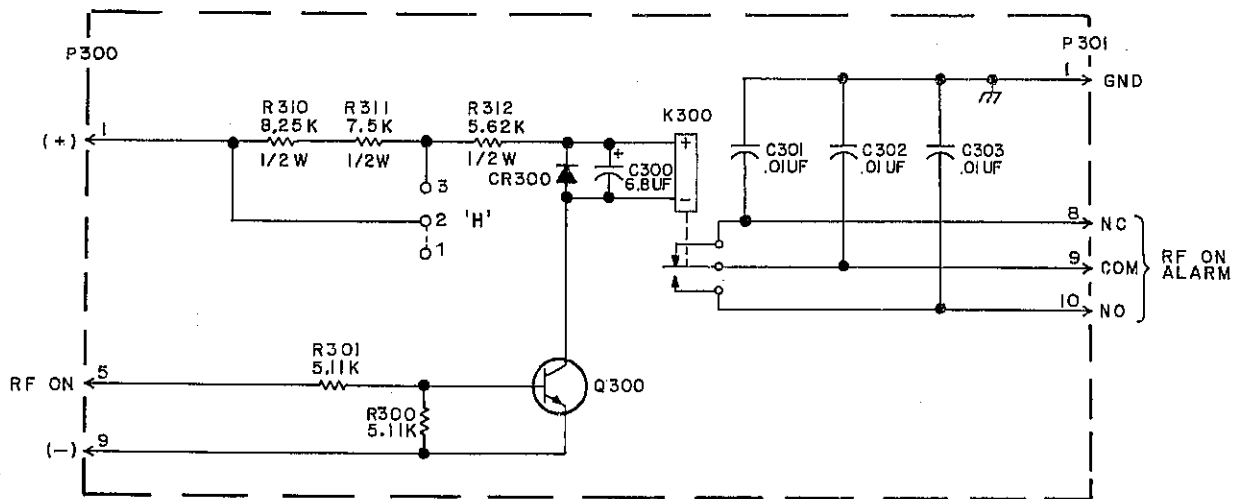 P300
P301
1
GND
R310
8.25K
1/2W
R311
7.5K
1/2W
R312
5.62K
1/2W
K300
(+)
1
+
+
C300
6.8UF
CR300
-
C301
.01UF
C302
.01UF
C303
.01UF
3
2 'H'
1
8
NC
9
COM
10
NO
RF ON
ALARM
R301
5.11K
RF ON
5
Q300
R300
5.11K
(-)
9